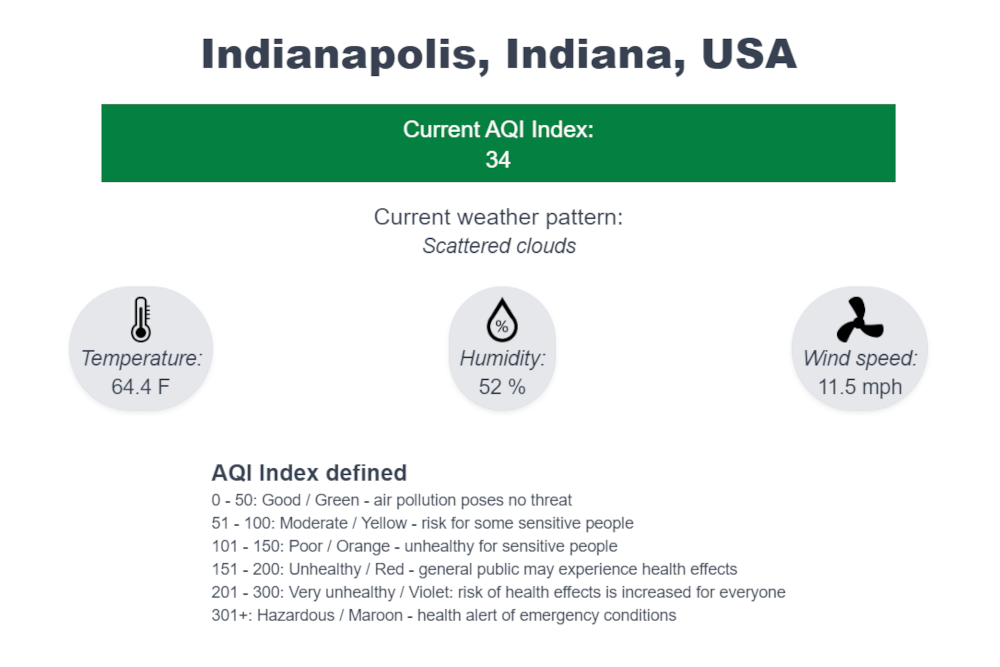 Indianapolis, Indiana, USA
Current AQI Index:
34
Current weather pattern:
Scattered clouds
Temperature:
64.4 F
%
Humidity:
52 %
Wind speed:
11.5 mph
AQI Index defined
0 - 50: Good / Green - air pollution poses no threat
51 - 100: Moderate / Yellow - risk for some sensitive people
101 - 150: Poor / Orange - unhealthy for sensitive people
151 - 200: Unhealthy / Red - general public may experience health effects
201 - 300: Very unhealthy / Violet: risk of health effects is increased for everyone
301+: Hazardous / Maroon - health alert of emergency conditions